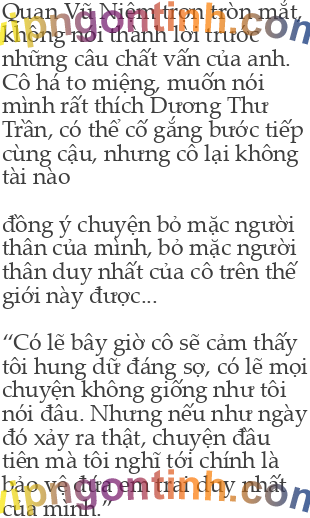 Quan Vũ Niệm trợn tròn mắt,
không nói thành lời trước
những câu chất vấn của anh.
Cô há to miệng, muốn nói
mình rất thích Dương Thư
Trần, có thể cố gắng bước tiếp
cùng cậu, nhưng cô lại không
tài nào
đồng ý chuyện bỏ mặc người
thân của mình, bỏ mặc người
thân duy nhất của cô trên thế
giới này được...
“Có lẽ bây giờ cô sẽ cảm thấy
tôi hung dữ đáng sợ, có lẽ mọi
chuyện không giống như tôi
nói đâu. Nhưng nếu như ngày
đó xảy ra thật, chuyện đầu
tiên mà tôi nghĩ tới chính là
bảo vệ đứa em trai duy nhất
của mình.”
vipngontinh.com
vipngontinh.com